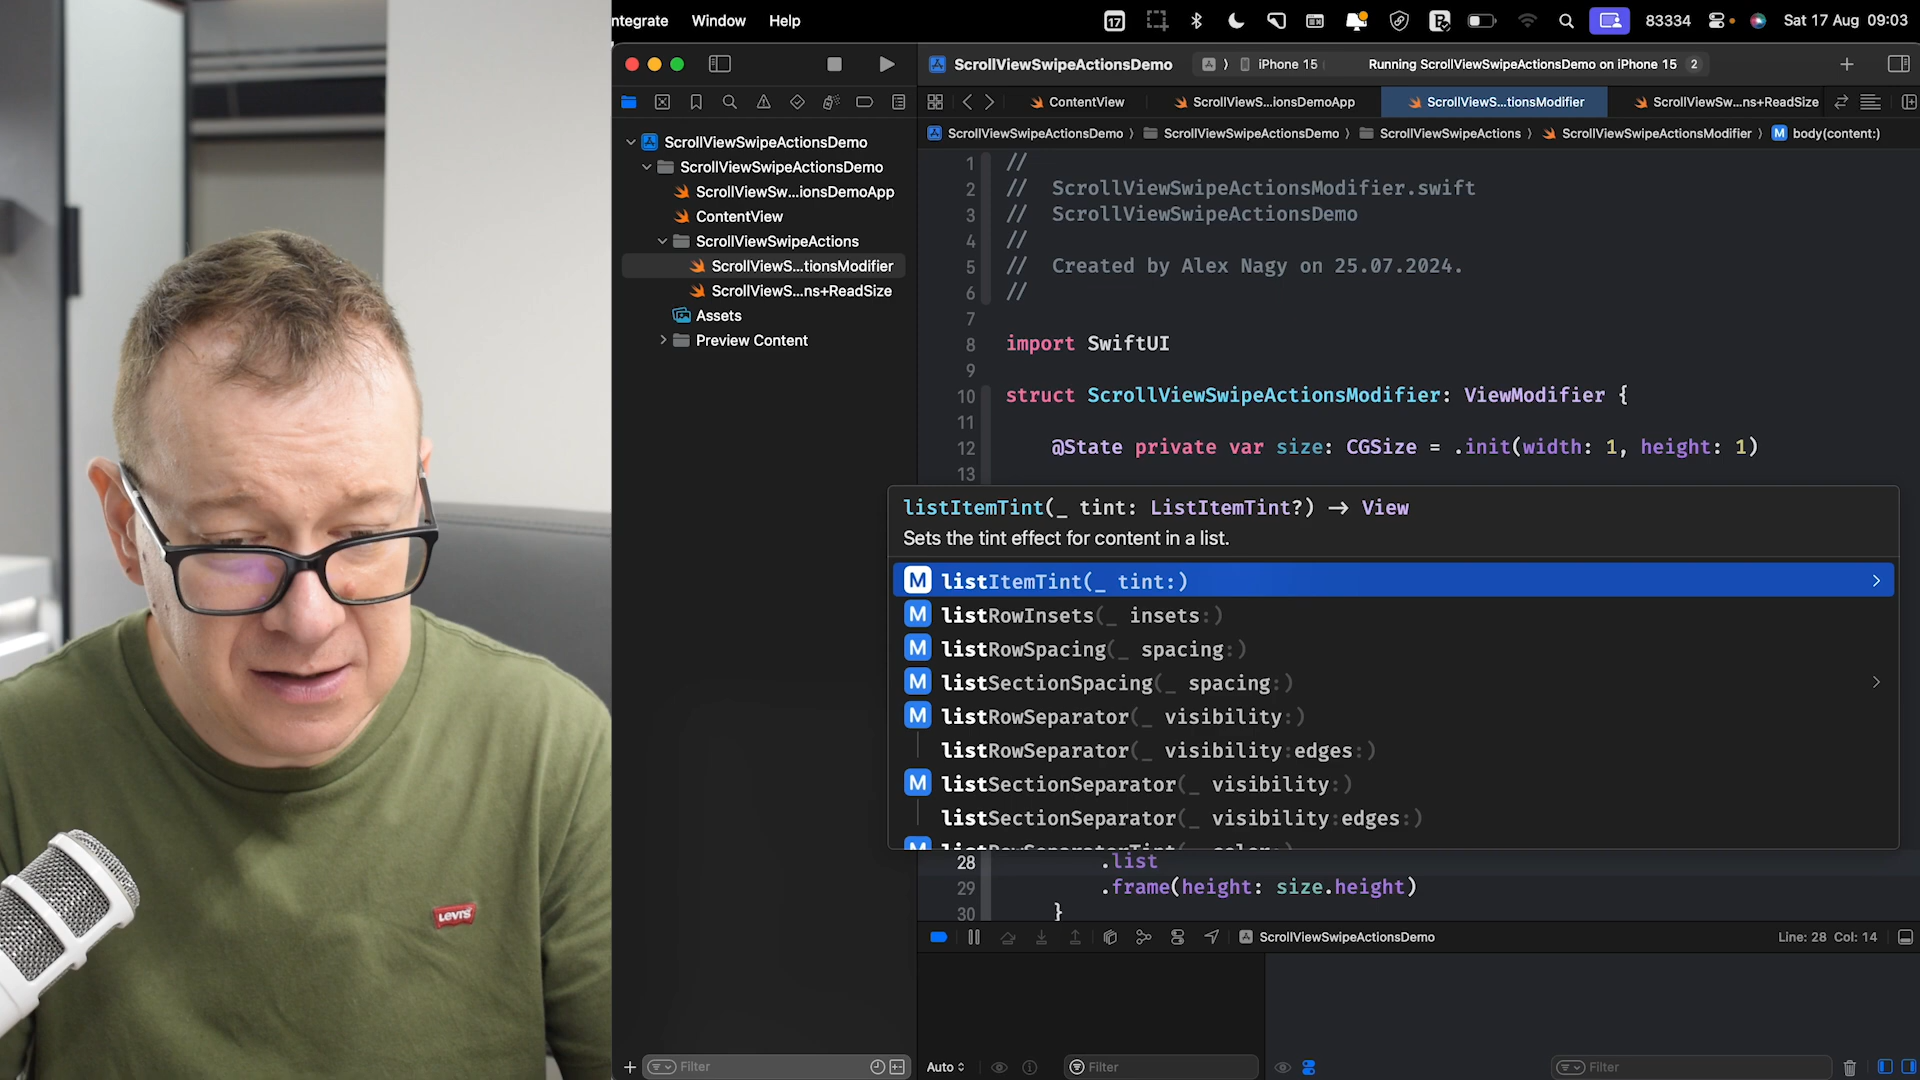 ntegrate Window Help
17
83334
Sat 17 Aug 09:03
ScrollViewSwipeActionsDemo
iPhone 15
Running ScrollViewSwipeActionsDemo on iPhone 15 2
ContentView
ScrollViewS...ionsDemoApp
ScrollViewS...tionsModifier
ScrollViewSw...ns+ReadSize
ScrollViewSwipeActionsDemo
ScrollViewSwipeActionsDemo
ScrollViewSwipeActions
ScrollViewSwipeActionsModifier
M body(content:)
ScrollViewSwipeActionsDemo
ScrollViewSwipeActionsDemo
ScrollViewSw...ionsDemoApp
ContentView
ScrollViewSwipeActions
ScrollViewS...tionsModifier
ScrollViewS...ns+ReadSize
Assets
Preview Content
1 //
2 // ScrollViewSwipeActionsModifier.swift
3 // ScrollViewSwipeActionsDemo
4 //
5 // Created by Alex Nagy on 25.07.2024.
6 //
7
8 import SwiftUI
9
10 struct ScrollViewSwipeActionsModifier: ViewModifier {
11
12 @State private var size: CGSize = .init(width: 1, height: 1)
13
listItemTint(_ tint: ListItemTint?) → View
Sets the tint effect for content in a list.
M listItemTint(_ tint:)
M listRowInsets(_ insets:)
M listRowSpacing(_ spacing:)
M listSectionSpacing(_ spacing:)
M listRowSeparator(_ visibility:)
listRowSeparator(_ visibility:edges:)
M listSectionSeparator(_ visibility:)
listSectionSeparator(_ visibility:edges:)
M listRowSeparatorTint(_ color:)
28 .list
29 .frame(height: size.height)
30 }
ScrollViewSwipeActionsDemo
Line: 28 Col: 14
Filter
Auto
Filter
Filter
Levi's